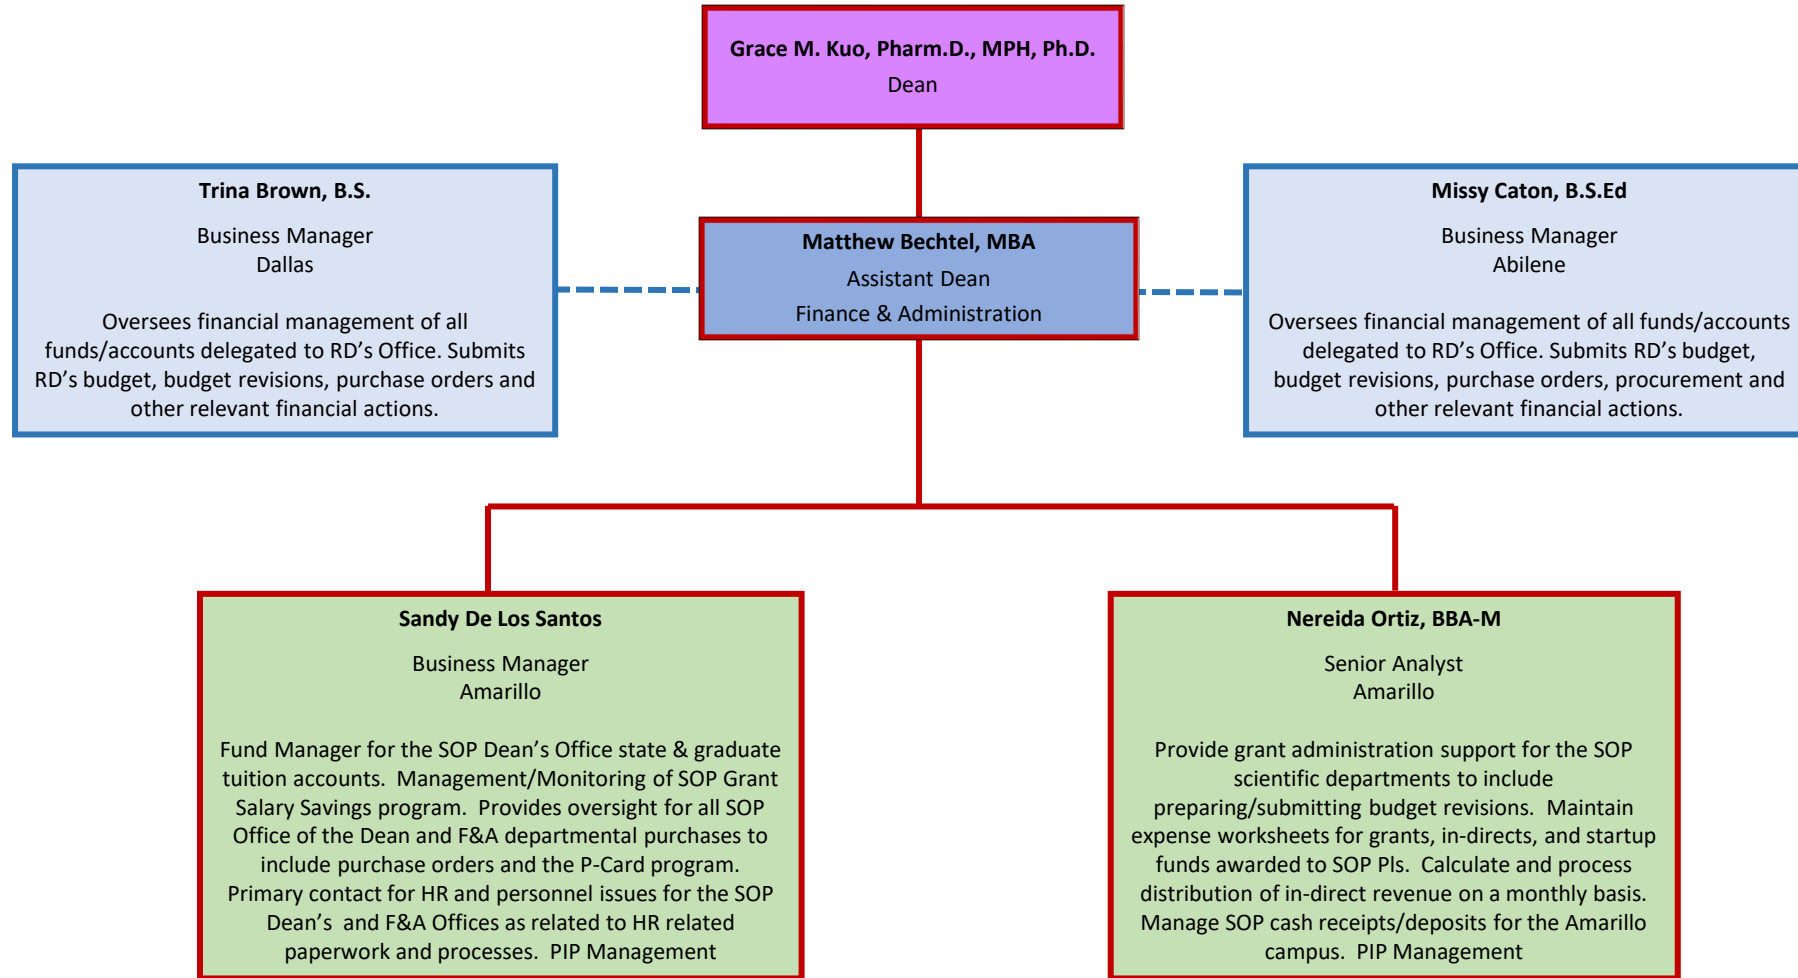 Grace M. Kuo, Pharm.D., MPH, Ph.D.
Dean
Trina Brown, B.S.
Business Manager
Dallas
Oversees financial management of all
funds/accounts delegated to RD’s Office. Submits
RD’s budget, budget revisions, purchase orders and
other relevant financial actions.
Matthew Bechtel, MBA
Assistant Dean
Finance & Administration
Missy Caton, B.S.Ed
Business Manager
Abilene
Oversees financial management of all funds/accounts
delegated to RD’s Office. Submits RD’s budget,
budget revisions, purchase orders, procurement and
other relevant financial actions.
Sandy De Los Santos
Business Manager
Amarillo
Fund Manager for the SOP Dean’s Office state & graduate
tuition accounts.  Management/Monitoring of SOP Grant
Salary Savings program.  Provides oversight for all SOP
Office of the Dean and F&A departmental purchases to
include purchase orders and the P-Card program.
Primary contact for HR and personnel issues for the SOP
Dean’s  and F&A Offices as related to HR related
paperwork and processes.  PIP Management
Nereida Ortiz, BBA-M
Senior Analyst
Amarillo
Provide grant administration support for the SOP
scientific departments to include
preparing/submitting budget revisions.  Maintain
expense worksheets for grants, in-directs, and startup
funds awarded to SOP Pls.  Calculate and process
distribution of in-direct revenue on a monthly basis.
Manage SOP cash receipts/deposits for the Amarillo
campus.  PIP Management